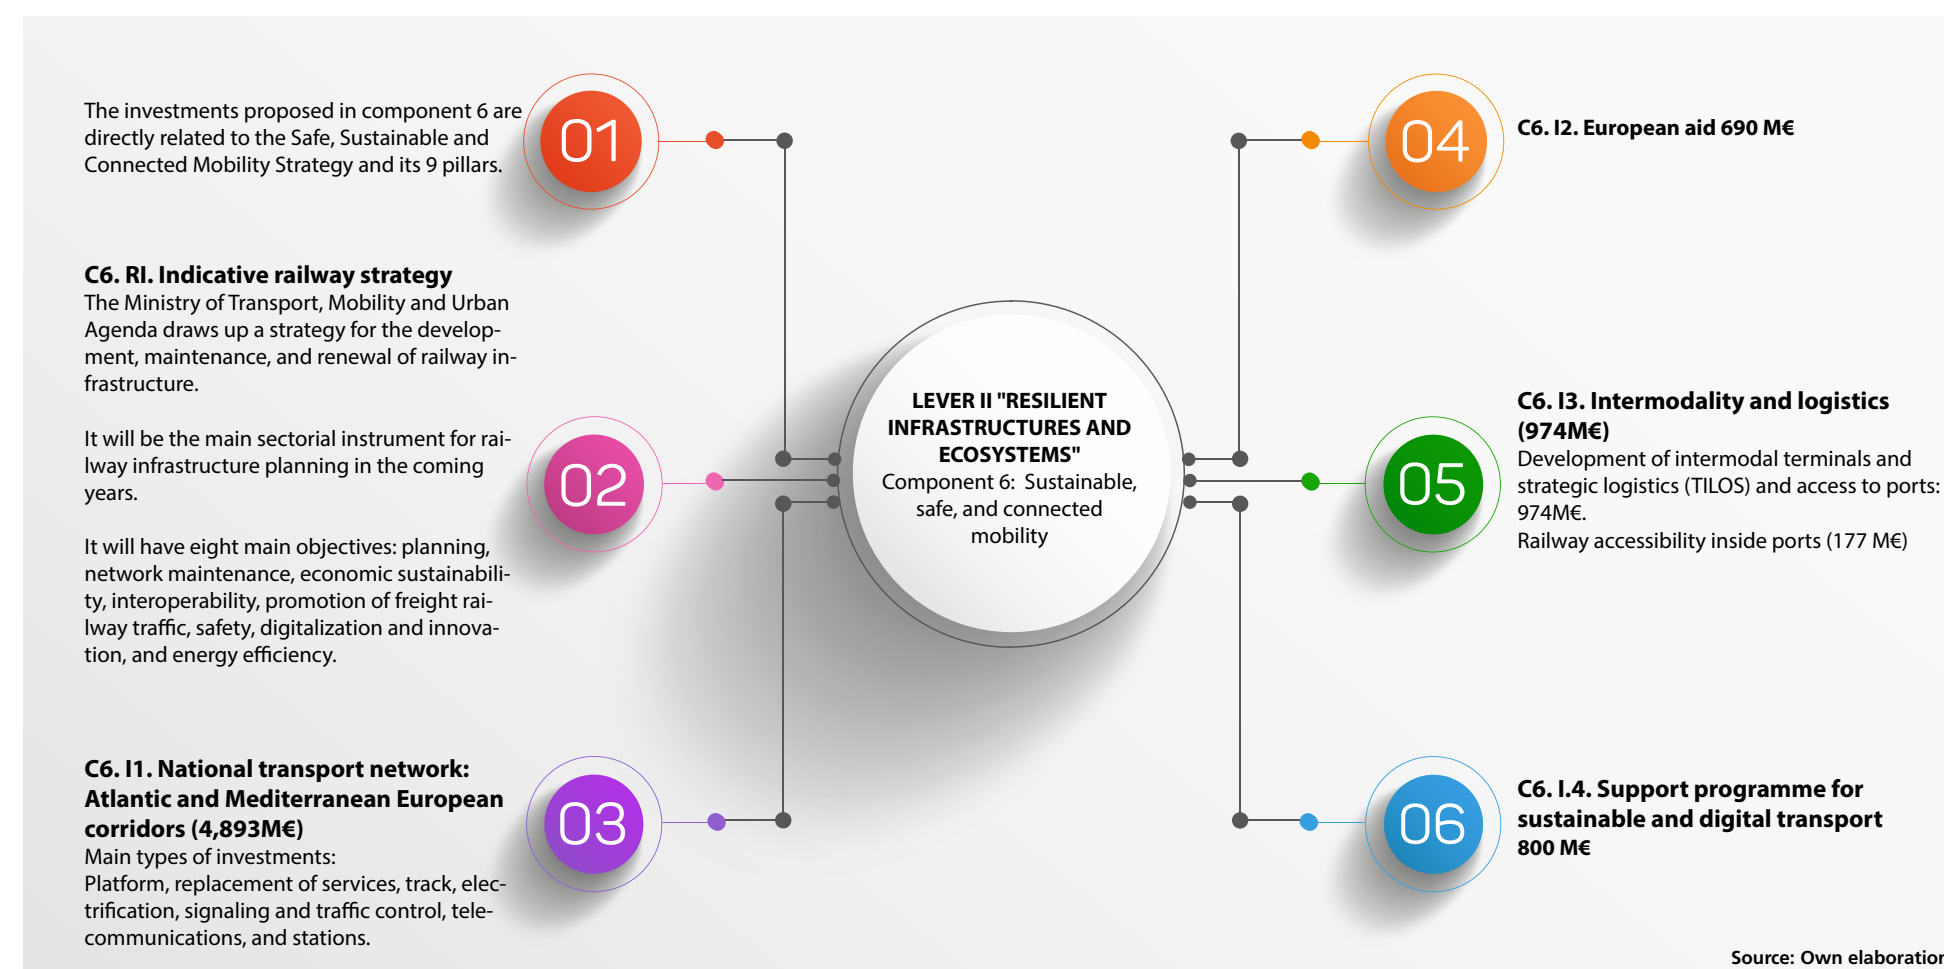 The investments proposed in component 6 are
directly related to the Safe, Sustainable and
Connected Mobility Strategy and its 9 pillars.
01
C6. RI. Indicative railway strategy
The Ministry of Transport, Mobility and Urban
Agenda draws up a strategy for the develop-
ment, maintenance, and renewal of railway in-
frastructure.
It will be the main sectorial instrument for rai-
lway infrastructure planning in the coming
years.
It will have eight main objectives: planning,
network maintenance, economic sustainabili-
ty, interoperability, promotion of freight rai-
lway traffic, safety, digitalization and innova-
tion, and energy efficiency.
02
C6. I1. National transport network:
Atlantic and Mediterranean European
corridors (4,893M€)
Main types of investments:
Platform, replacement of services, track, elec-
trification, signaling and traffic control, tele-
communications, and stations.
03
LEVER II "RESILIENT
INFRASTRUCTURES AND
ECOSYSTEMS"
Component 6: Sustainable,
safe, and connected
mobility
04
C6. I2. European aid 690 M€
05
C6. I3. Intermodality and logistics
(974M€)
Development of intermodal terminals and
strategic logistics (TILOS) and access to ports:
974M€.
Railway accessibility inside ports (177 M€)
06
C6. I.4. Support programme for
sustainable and digital transport
800 M€
Source: Own elaboration